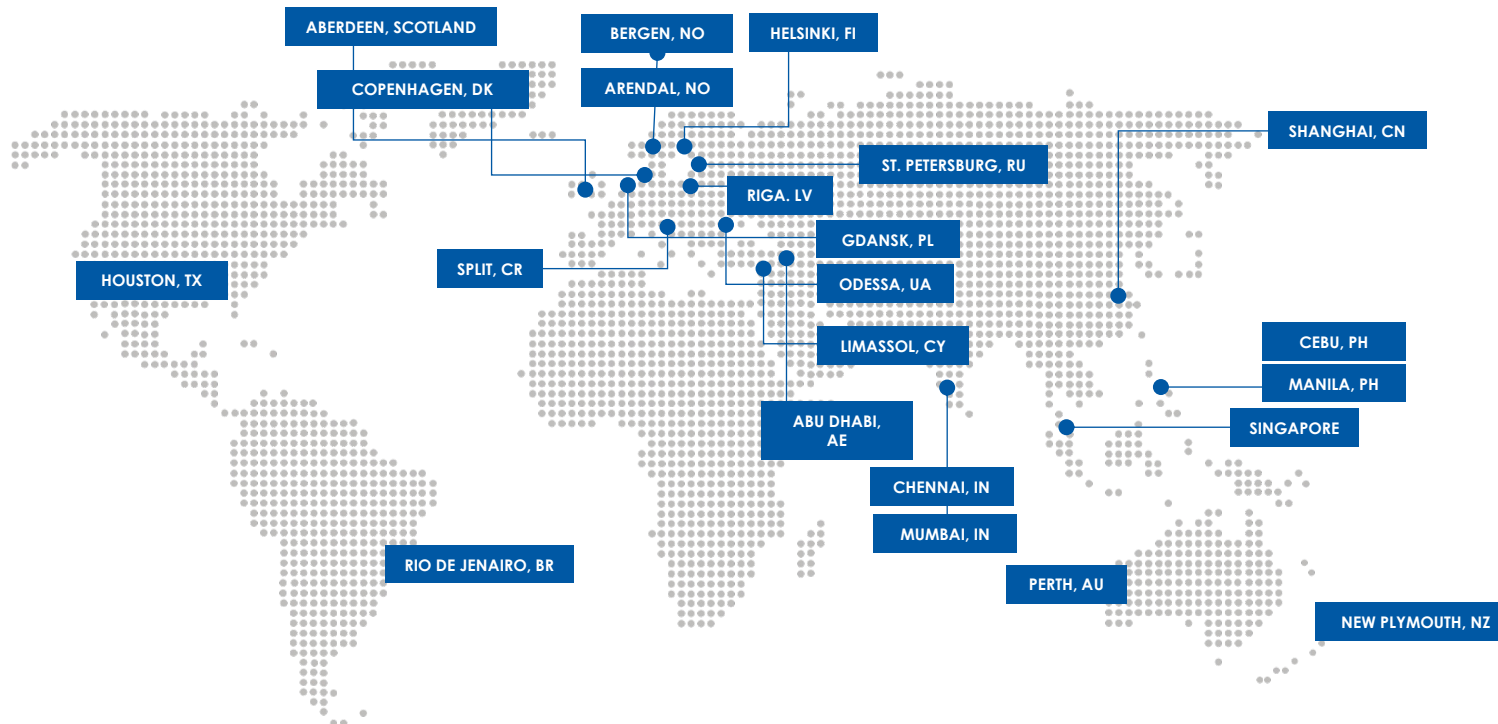 ABERDEEN, SCOTLAND
BERGEN, NO
HELSINKI, FI
COPENHAGEN, DK
ARENDAL, NO
SHANGHAI, CN
ST. PETERSBURG, RU
RIGA. LV
GDANSK, PL
SPLIT, CR
HOUSTON, TX
ODESSA, UA
LIMASSOL, CY
CEBU, PH
MANILA, PH
ABU DHABI,
AE
SINGAPORE
CHENNAI, IN
MUMBAI, IN
RIO DE JENAIRO, BR
PERTH, AU
NEW PLYMOUTH, NZ